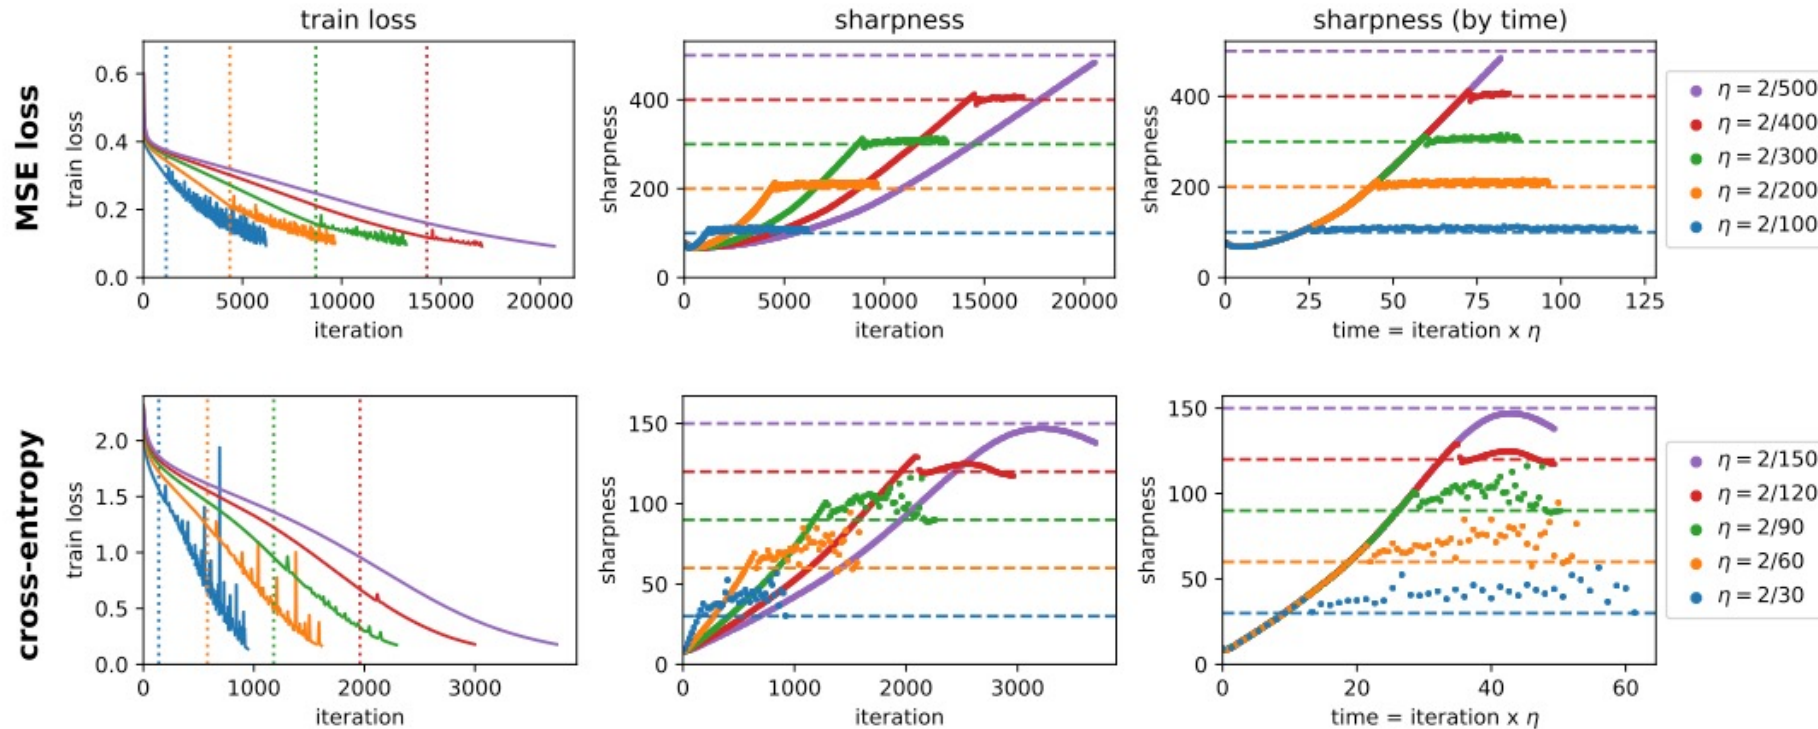 train loss
sharpness
sharpness (by time)
MSE loss
train loss
0.6
0.4
0.2
0.0
0
5000
10000
15000
20000
iteration
sharpness
400
200
0
0
5000
10000
15000
20000
iteration
sharpness
400
300
200
100
0
0
25
50
75
100
125
time = iteration x η
η = 2/500
η = 2/400
η = 2/300
η = 2/200
η = 2/100
cross-entropy
train loss
2.0
1.5
1.0
0.5
0.0
0
1000
2000
3000
iteration
sharpness
150
100
50
0
0
1000
2000
3000
iteration
sharpness
150
100
50
0
0
20
40
60
time = iteration x η
η = 2/150
η = 2/120
η = 2/90
η = 2/60
η = 2/30